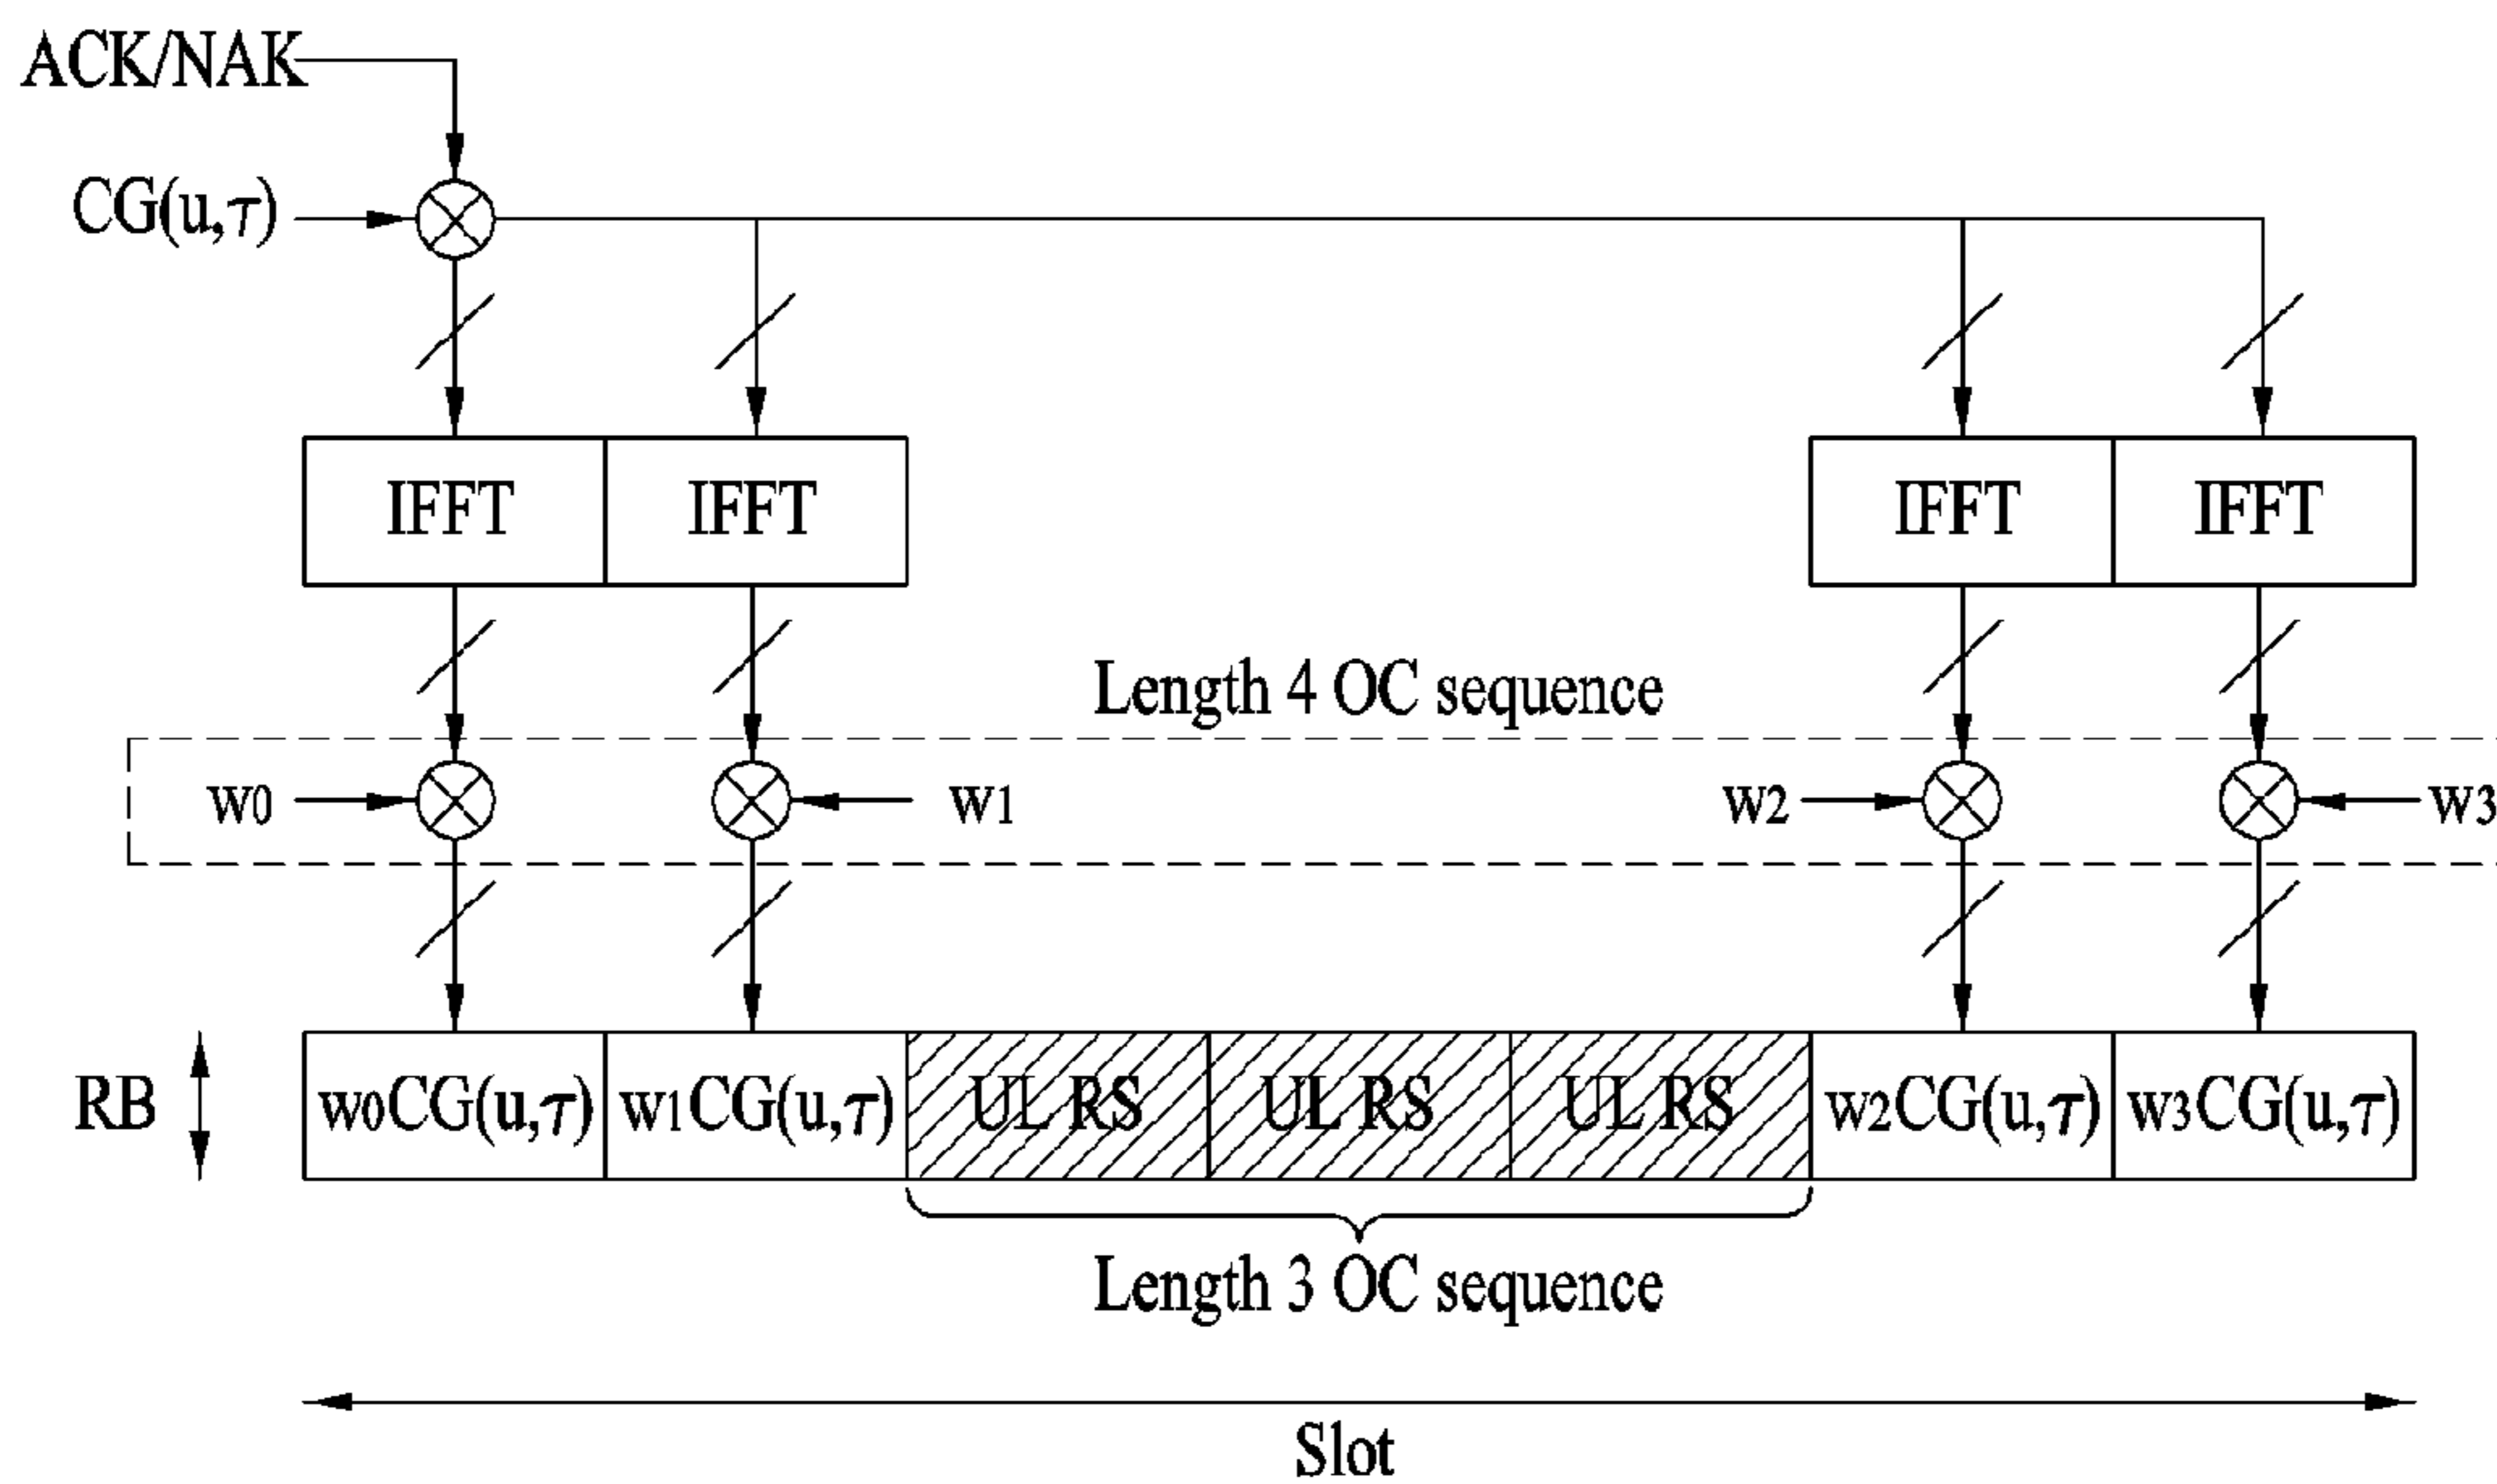 ACK/NAK
CG(u,τ)
IFFT IFFT IFFT IFFT
Length 4 OC sequence
w0 w1 w2 w3
RB w0CG(u,τ) w1CG(u,τ) UL RS UL RS UL RS w2CG(u,τ) w3CG(u,τ)
Length 3 OC sequence
Slot